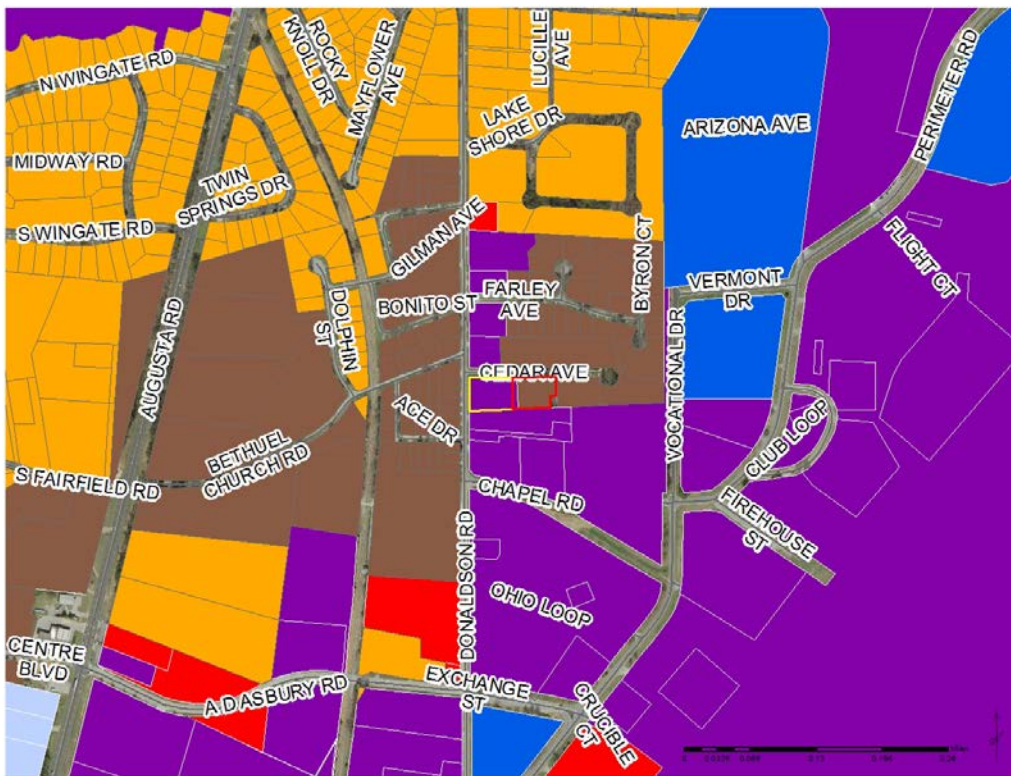 N WINGATE RD
ROCKY
KNOLL DR
MAYFLOWER
AVE
LUCILLE
AVE
LAKE
SHORE DR
ARIZONA AVE
PERIMETER RD
MIDWAY RD
TWIN
SPRINGS DR
S WINGATE RD
GILMAN AVE
BYRON CT
FLIGHT CT
VERMONT
DR
DOLPHIN
ST
BONITO ST
FARLEY
AVE
AUGUSTA RD
CEDAR AVE
ACE DR
VOCATIONAL DR
CLUB LOOP
BETHUEL
CHURCH RD
S FAIRFIELD RD
CHAPEL RD
FIREHOUSE
ST
DONALDSON RD
OHIO LOOP
CENTRE
BLVD
A D ASBURY RD
EXCHANGE
ST
CRUCIBLE
CT